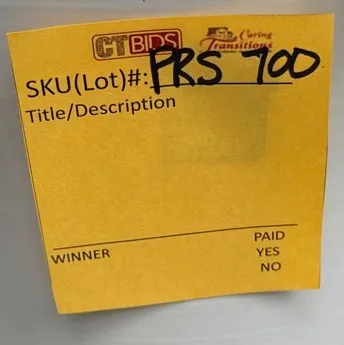 CTBIDS Caring Transitions
SKU(Lot)#: PRS 700
Title/Description
PAID
WINNER YES
NO